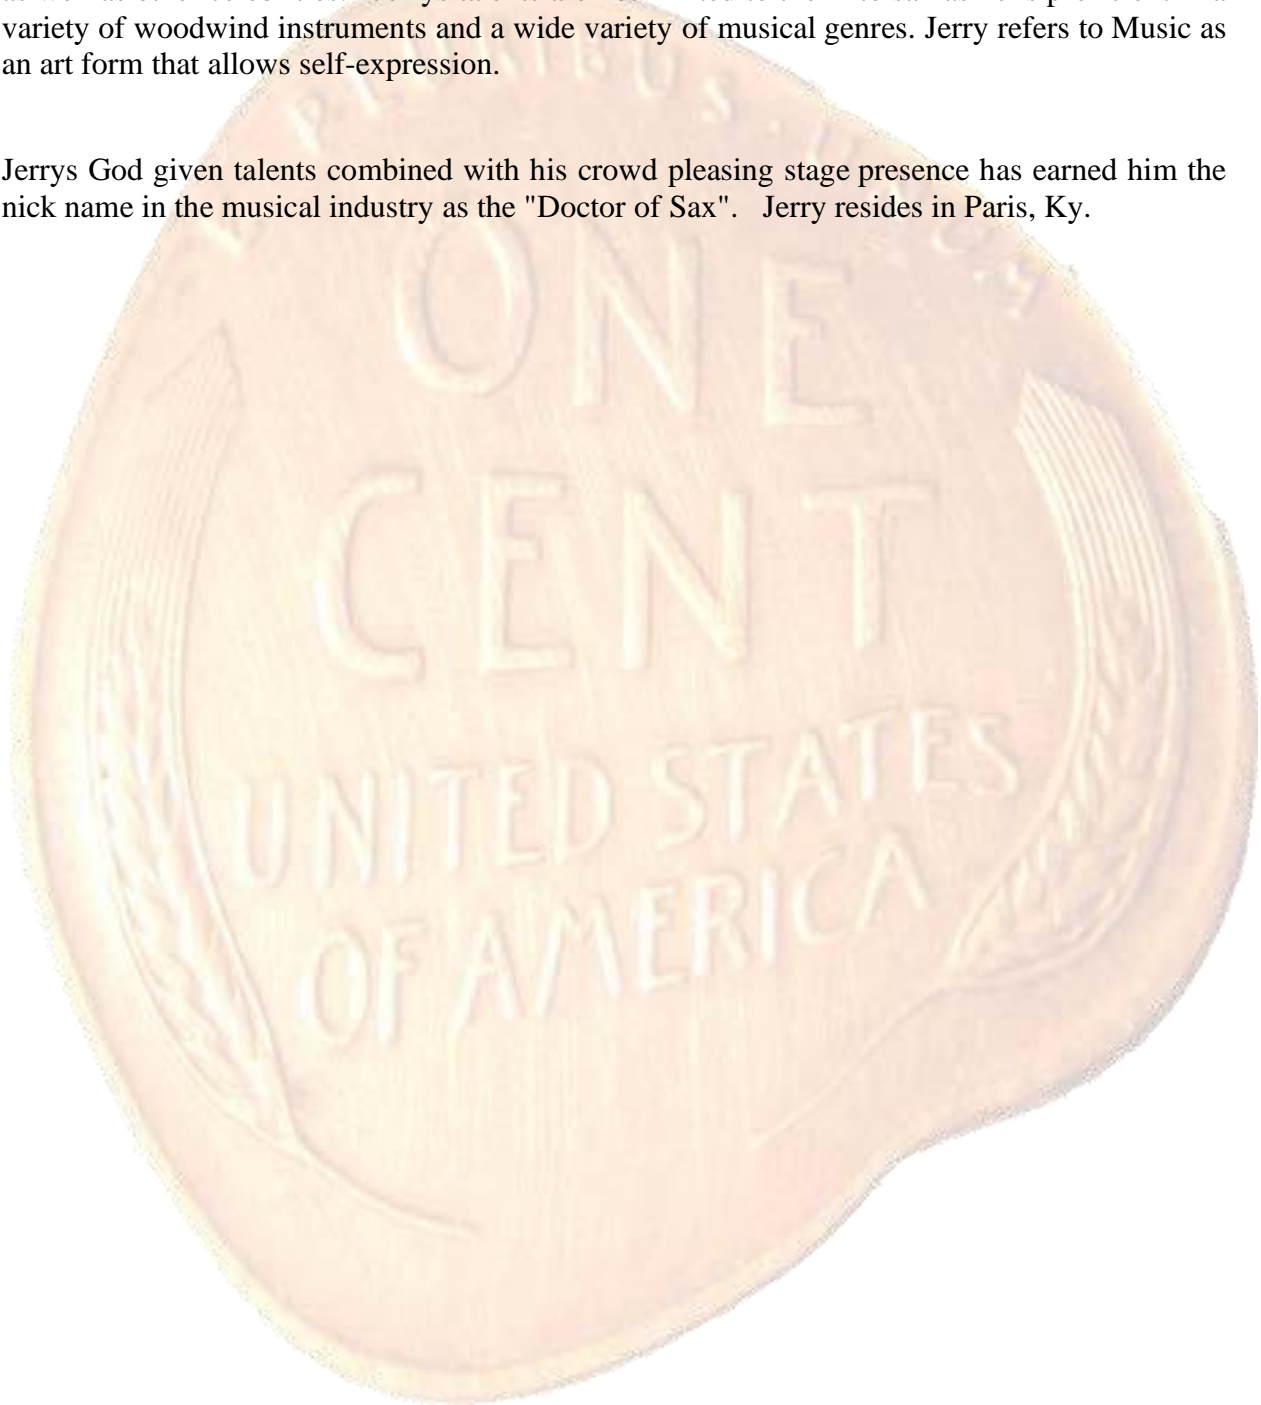 variety of woodwind instruments and a wide variety of musical genres. Jerry refers to Music as
an art form that allows self-expression.
Jerrys God given talents combined with his crowd pleasing stage presence has earned him the
nick name in the musical industry as the "Doctor of Sax".   Jerry resides in Paris, Ky.
E PLURIBUS UNUM
ONE
CENT
UNITED STATES
OF AMERICA